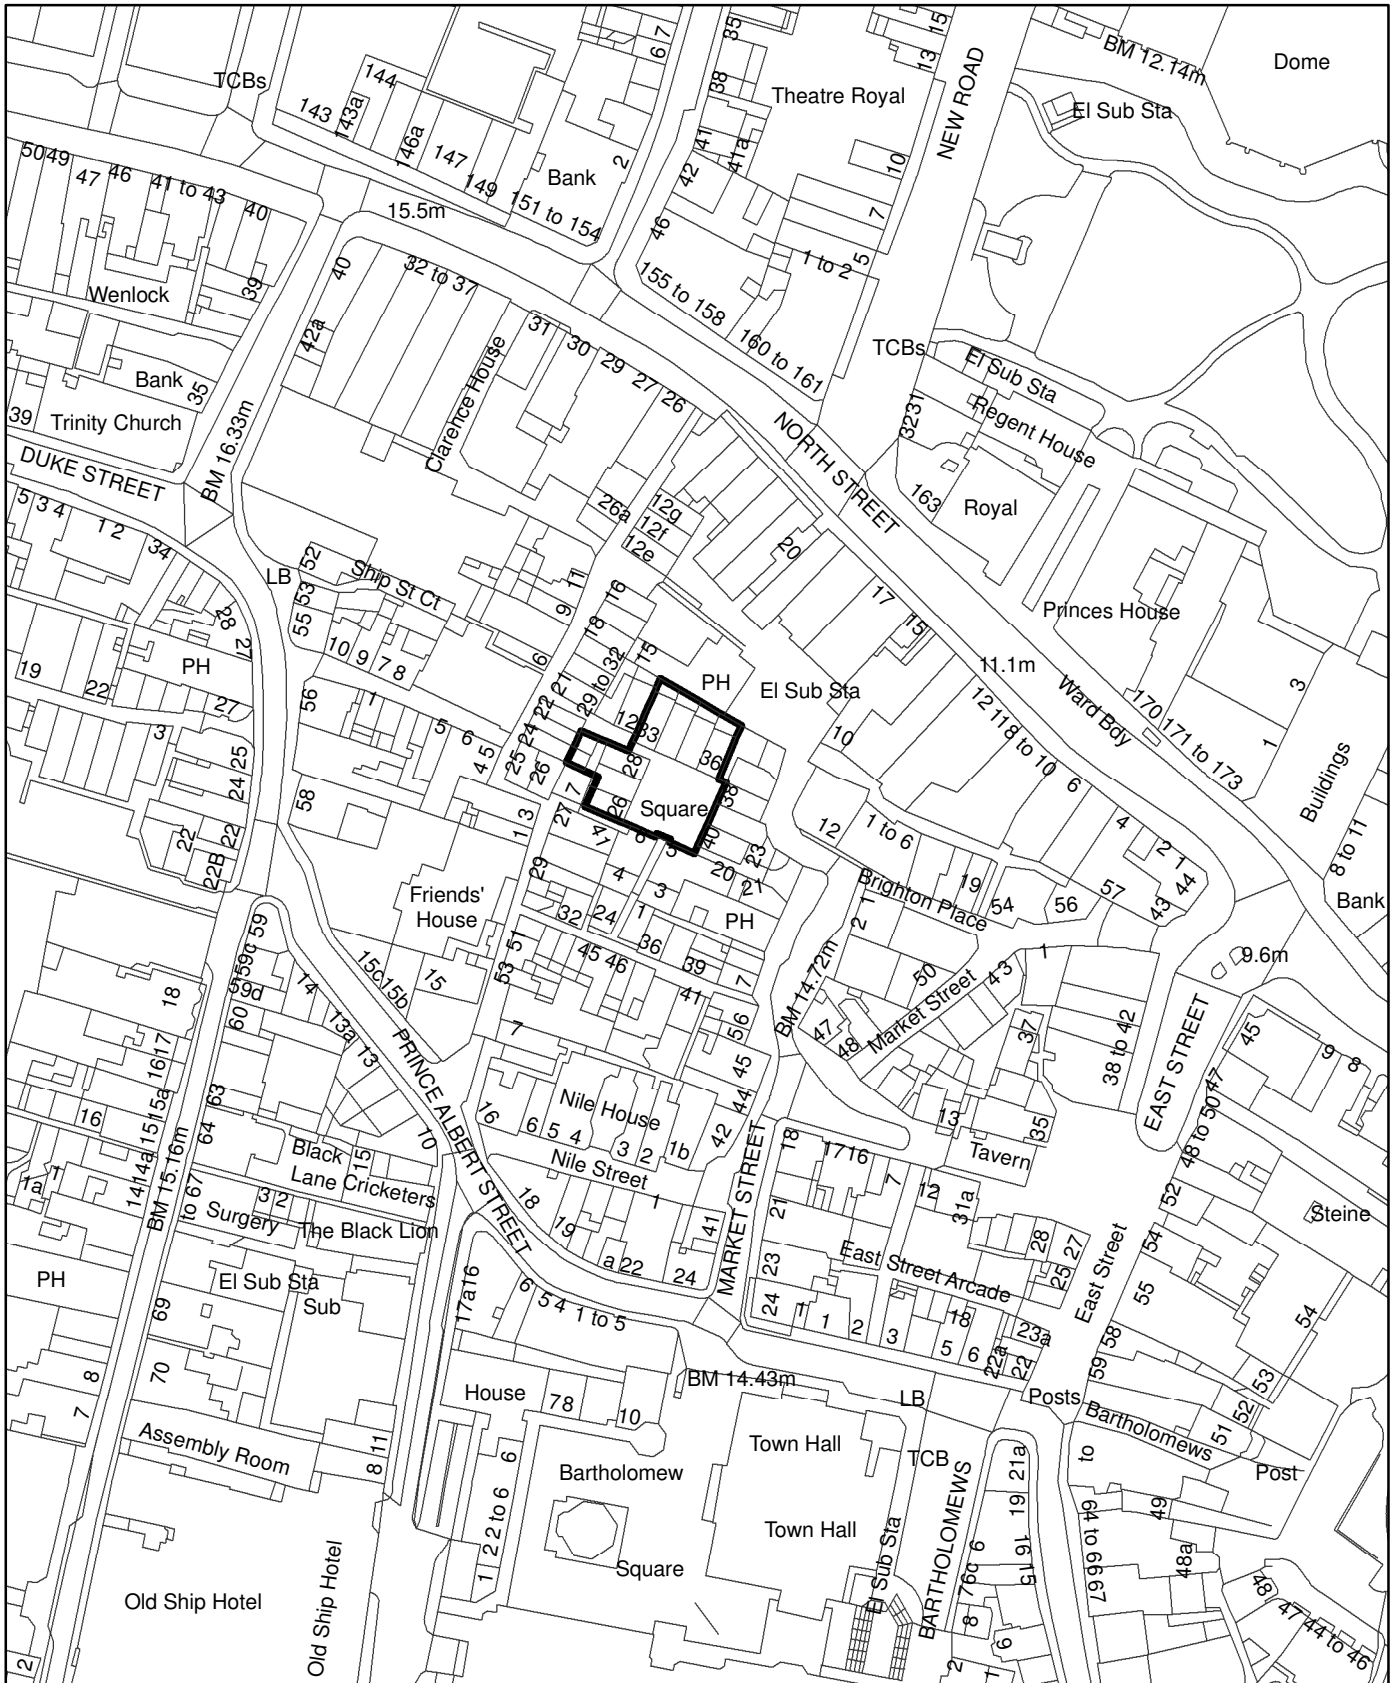 TCBs
144
143
143a
146a
147
149
151 to 154
Bank
2
6 7
35
38
41
41a
42
46
Theatre Royal
13
15
10
7
5
1 to 2
NEW ROAD
BM 12.14m
El Sub Sta
Dome
50
49
47
46
41 to 43
40
39
Wenlock
Bank
35
39
Trinity Church
DUKE STREET
BM 16.33m
15.5m
40
42a
32 to 37
Clarence House
31
30
29
27
26
155 to 158
160 to 161
TCBs
El Sub Sta
Regent House
3231
163
Royal
NORTH STREET
Princes House
5
3 4
1 2
34
28
27
LB
52
53
55
Ship St Ct
10
9
7 8
26a
12g
12f
12e
11
9
6
16
18
29 to 32
15
20
17
15
11.1m
PH
El Sub Sta
19
22
PH
27
3
25
24
22
22
22B
56
1
5
6
4 5
58
21
22
24
25
26
27
7
12
33
36
28
26
Square
38
40
41
6
5
1 3
29
4
3
20
21
23
10
12
12 118 to 10
6
Ward Bdy
170
171 to 173
3
1
Buildings
8 to 11
Bank
1 to 6
4
2
1
44
43
57
56
54
19
Brighton Place
2 1
50
Market Street
4 3
1
9.6m
Friends'
House
32
24
1
36
39
PH
7
51
53
45 46
41
5 6
45
44
42
BM 14.72m
47
48
37
38 to 42
EAST STREET
45
9
8
48 to 50
47
18
17
16
15a
15
14a
14
16
1
1a
59
59c
59d
60
14
13a
13
15c
15b
15
7
PRINCE ALBERT STREET
10
63
64
to 67
BM 15.16m
Black
Lane
Cricketers
15
3
2
Surgery
The Black Lion
16
6
5
4
Nile House
3
2
1b
Nile Street
1
18
19
a
22
24
41
MARKET STREET
18
17
16
7
13
12
Tavern
35
31a
21
23
24
1
1
2
3
East Street Arcade
18
5
6
22a
22
23a
28
27
25
52
54
55
East Street
58
59
54
53
52
51
Steine
PH
El Sub Sta
Sub
69
70
8
7
Assembly Room
11
8
17a
16
6
5 4
1 to 5
House
7
8
10
BM 14.43m
LB
Posts
Bartholomews
Post
Town Hall
Bartholomew
Town Hall
Square
TCB
BARTHOLOMEWS
El Sub Sta
21a
19
16
15
6
76c
8
2
1
9
to
64 to 66
67
49
48a
48
47
44 to 46
6
2 to 6
1
Old Ship Hotel
Old Ship Hotel
2